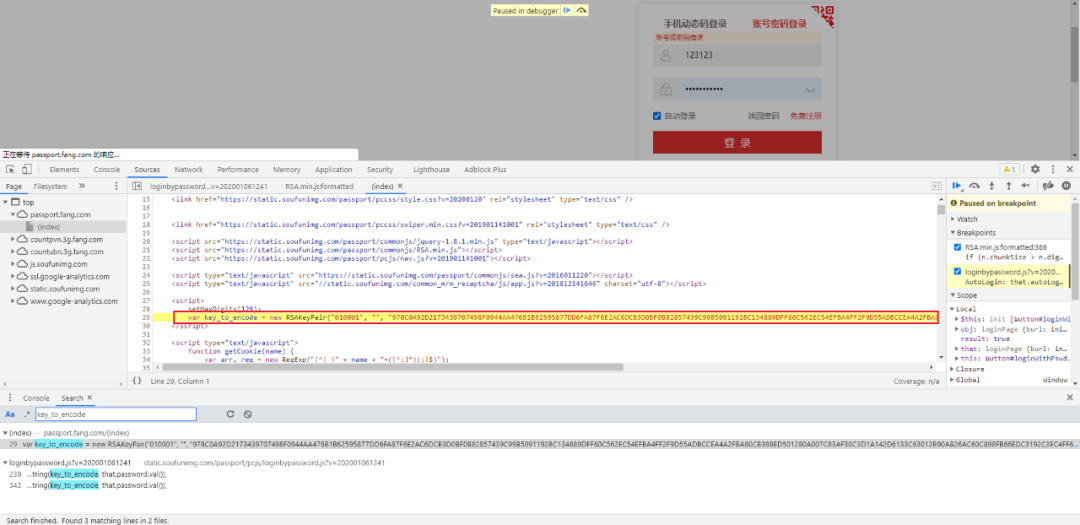 Paused in debugger
手机动态码登录 账号密码登录
账号或密码错误
123123
•••••••••••
自动登录 找回密码 免费注册
登 录
正在等待 passport.fang.com 的响应...
Elements Console Sources Network Performance Memory Application Security Lighthouse Adblock Plus 1
Page Filesystem » loginbypassword...v=202001061241 RSA.min.js:formatted (index) ×
top
passport.fang.com
(index)
countpvn.3g.fang.com
countubn.3g.fang.com
js.soufunimg.com
ssl.google-analytics.com
static.soufunimg.com
www.google-analytics.com
15 <link href="https://static.soufunimg.com/passport/pccss/style.css?v=20200120" rel="stylesheet" type="text/css" />
16
17
18 <link href="https://static.soufunimg.com/passport/pccss/swiper.min.css?v=201901141001" rel="stylesheet" type="text/css" />
19
20 <script src="https://static.soufunimg.com/passport/commonjs/jquery-1.8.1.min.js" type="text/javascript"></script>
21 <script src="https://static.soufunimg.com/passport/commonjs/RSA.min.js"></script>
22 <script src="https://static.soufunimg.com/passport/pcjs/nav.js?v=201901141001"></script>
23
24 <script type="text/javascript" src="https://static.soufunimg.com/passport/commonjs/sea.js?v=2016011220"></script>
25 <script type="text/javascript" src="https://static.soufunimg.com/common_m/m_recaptcha/js/app.js?v=201812141646" charset="utf-8"></script>
26
27 <script>
28 setMaxDigits(129);
29 var key_to_encode = new RSAKeyPair("010001", "",
30 </script>
31
32 <script type="text/javascript">
33 function getCookie(name) {
34 var arr, reg = new RegExp("(^| )" + name + "=([^;]*)(;|$)");
35
{} Line 29, Column 1 Coverage: n/a
Paused on breakpoint
Watch
Breakpoints
RSA.min.js:formatted:386
if (n.chunkSize > n.dig...
loginbypassword.js?v=2020...
AutoLogin: that.autoLog...
Scope
Local
$this: init [button#loginWi
obj: loginPage {burl: ini...
result: true
that: loginPage {burl: in...
this: button#loginWithPswd.
Closure
Global Window
Console Search ×
Aa .* key_to_encode
(index) — passport.fang.com/(index)
29 var key_to_encode = new RSAKeyPair("010001", "",
loginbypassword.js?v=202001061241 — static.soufunimg.com/passport/pcjs/loginbypassword.js?v=202001061241
239 ...tring(key_to_encode, that.password.val()),
342 ...tring(key_to_encode, that.password.val()),
Search finished. Found 3 matching lines in 2 files.